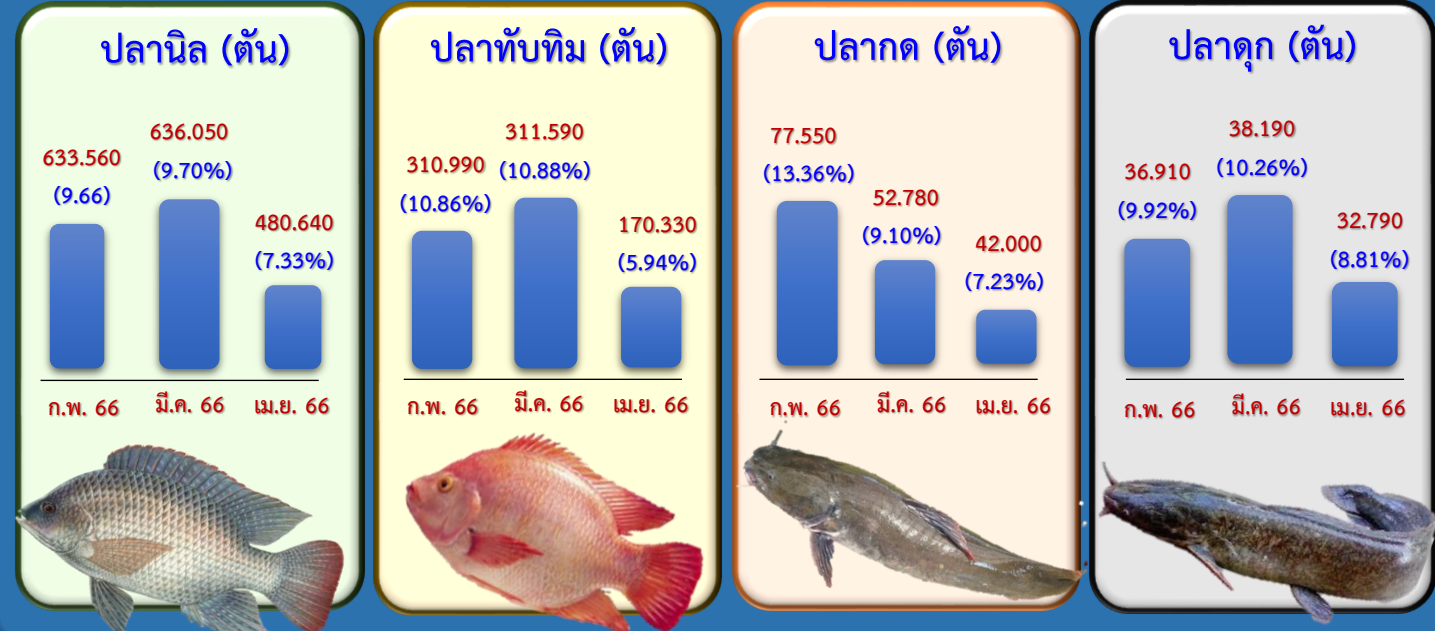 ปลานิล (ตัน)
633.560
(9.66)
636.050
(9.70%)
480.640
(7.33%)
ก.พ. 66
มี.ค. 66
เม.ย. 66
ปลาทับทิม (ตัน)
310.990
(10.86%)
311.590
(10.88%)
170.330
(5.94%)
ก.พ. 66
มี.ค. 66
เม.ย. 66
ปลากด (ตัน)
77.550
(13.36%)
52.780
(9.10%)
42.000
(7.23%)
ก.พ. 66
มี.ค. 66
เม.ย. 66
ปลาดุก (ตัน)
36.910
(9.92%)
38.190
(10.26%)
32.790
(8.81%)
ก.พ. 66
มี.ค. 66
เม.ย. 66